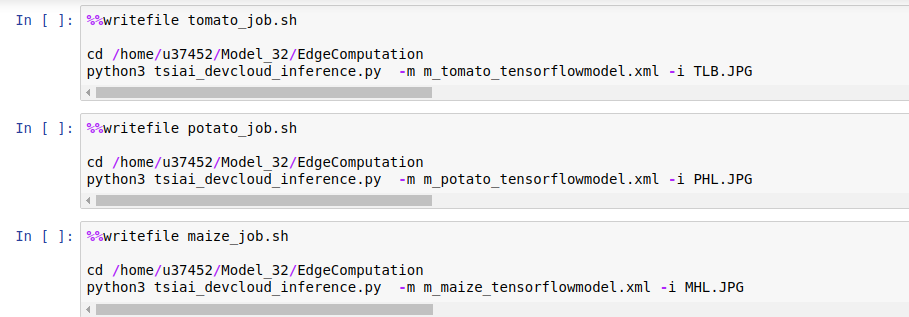 In [ ]: %%writefile tomato_job.sh
cd /home/u37452/Model_32/EdgeComputation
python3 tsiai_devcloud_inference.py  -m m_tomato_tensorflowmodel.xml -i TLB.JPG
In [ ]: %%writefile potato_job.sh
cd /home/u37452/Model_32/EdgeComputation
python3 tsiai_devcloud_inference.py  -m m_potato_tensorflowmodel.xml -i PHL.JPG
In [ ]: %%writefile maize_job.sh
cd /home/u37452/Model_32/EdgeComputation
python3 tsiai_devcloud_inference.py  -m m_maize_tensorflowmodel.xml -i MHL.JPG